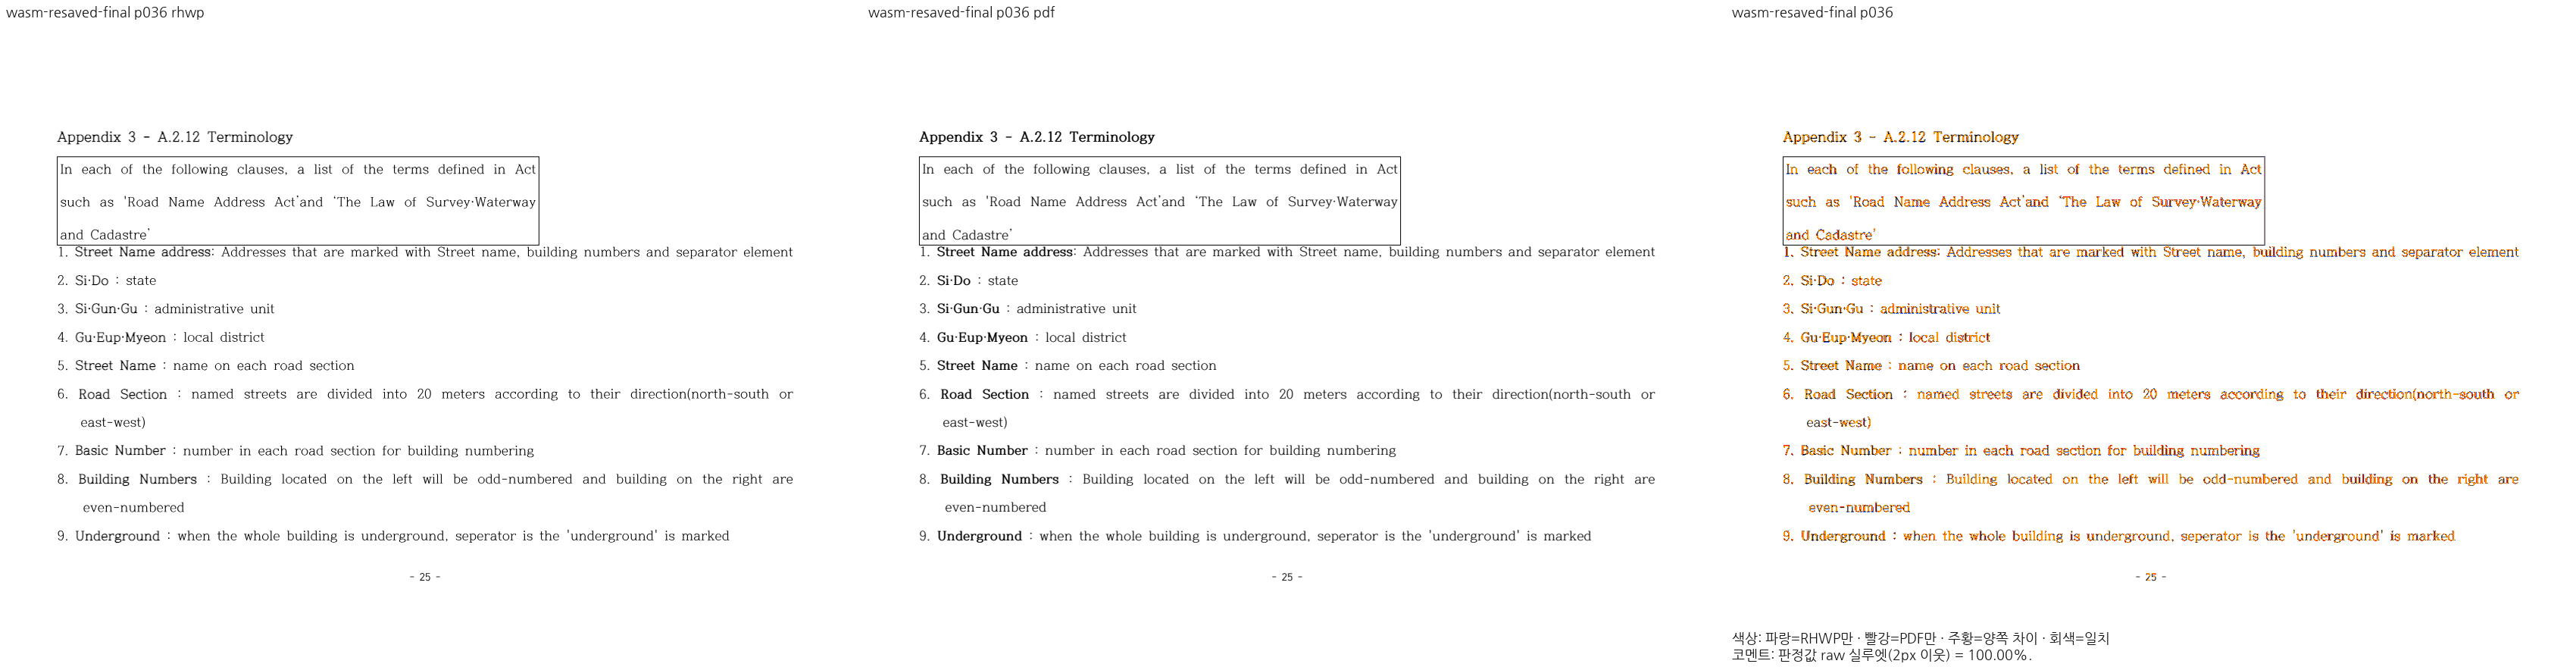 wasm-resaved-final p036 rhwp
Appendix 3 - A.2.12 Terminology
In each of the following clauses, a list of the terms defined in Act
such as 'Road Name Address Act'and 'The Law of Survey·Waterway
and Cadastre'
1. Street Name address: Addresses that are marked with Street name, building numbers and separator element
2. Si·Do : state
3. Si·Gun·Gu : administrative unit
4. Gu·Eup·Myeon : local district
5. Street Name : name on each road section
6. Road Section : named streets are divided into 20 meters according to their direction(north-south or
east-west)
7. Basic Number : number in each road section for building numbering
8. Building Numbers : Building located on the left will be odd-numbered and building on the right are
even-numbered
9. Underground : when the whole building is underground, seperator is the 'underground' is marked
- 25 -
wasm-resaved-final p036 pdf
Appendix 3 - A.2.12 Terminology
In each of the following clauses, a list of the terms defined in Act
such as 'Road Name Address Act'and 'The Law of Survey·Waterway
and Cadastre'
1. Street Name address: Addresses that are marked with Street name, building numbers and separator element
2. Si·Do : state
3. Si·Gun·Gu : administrative unit
4. Gu·Eup·Myeon : local district
5. Street Name : name on each road section
6. Road Section : named streets are divided into 20 meters according to their direction(north-south or
east-west)
7. Basic Number : number in each road section for building numbering
8. Building Numbers : Building located on the left will be odd-numbered and building on the right are
even-numbered
9. Underground : when the whole building is underground, seperator is the 'underground' is marked
- 25 -
wasm-resaved-final p036
Appendix 3 - A.2.12 Terminology
In each of the following clauses, a list of the terms defined in Act
such as 'Road Name Address Act'and 'The Law of Survey·Waterway
and Cadastre'
1. Street Name address: Addresses that are marked with Street name, building numbers and separator element
2. Si·Do : state
3. Si·Gun·Gu : administrative unit
4. Gu·Eup·Myeon : local district
5. Street Name : name on each road section
6. Road Section : named streets are divided into 20 meters according to their direction(north-south or
east-west)
7. Basic Number : number in each road section for building numbering
8. Building Numbers : Building located on the left will be odd-numbered and building on the right are
even-numbered
9. Underground : when the whole building is underground, seperator is the 'underground' is marked
- 25 -
색상: 파랑=RHWP만 · 빨강=PDF만 · 주황=양쪽 차이 · 회색=일치
코멘트: 판정값 raw 실루엣(2px 이웃) = 100.00%.